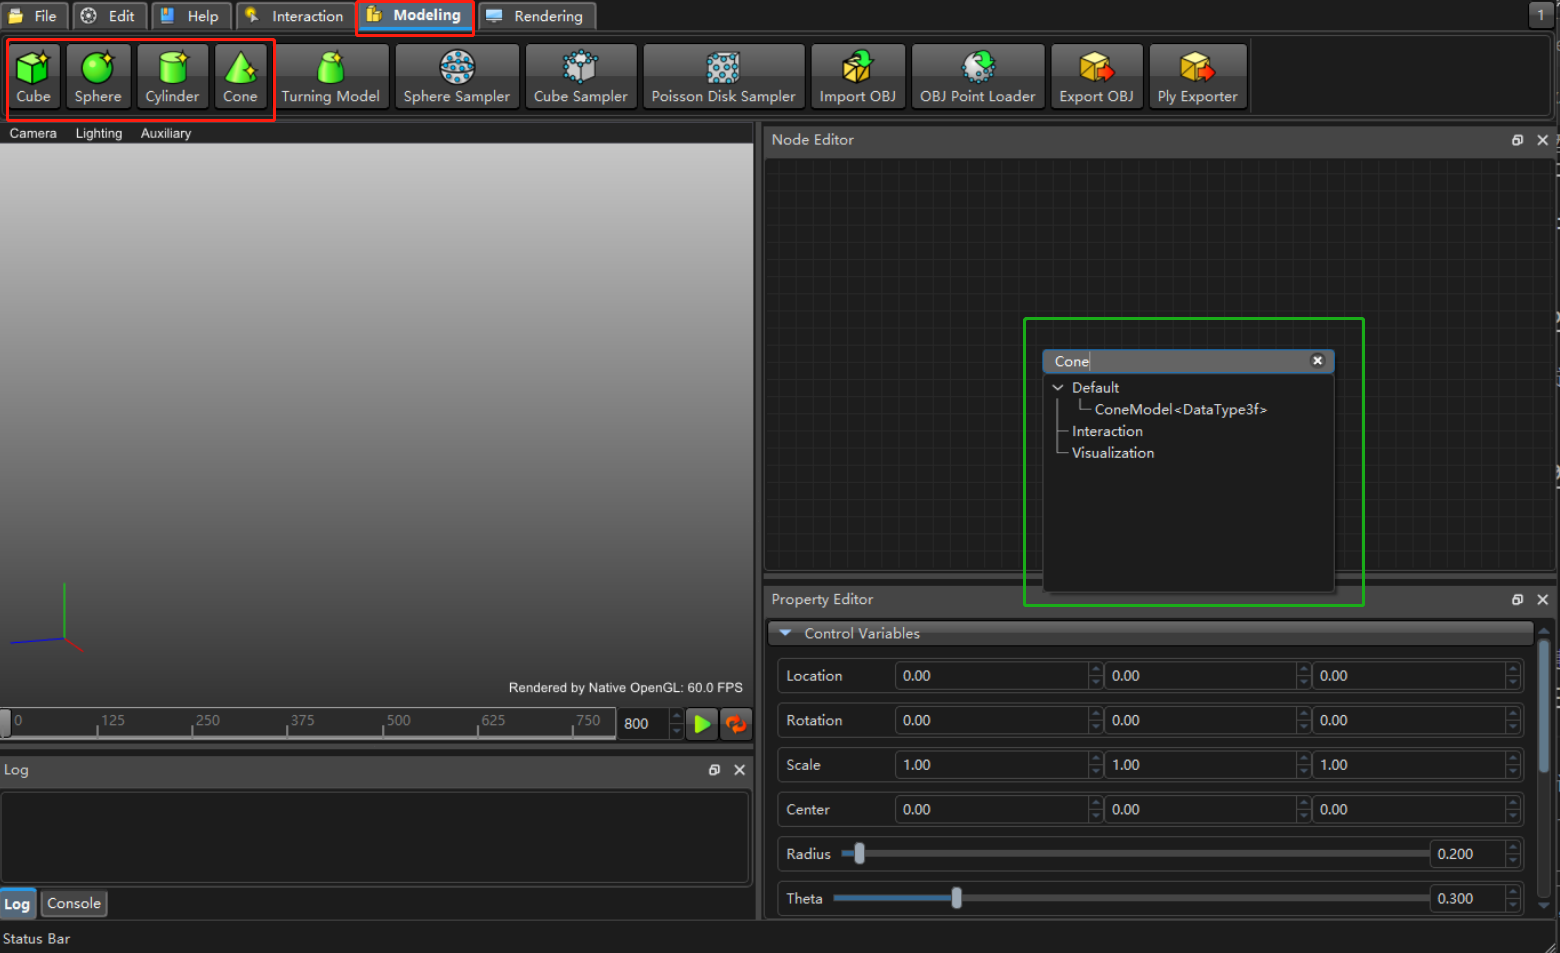 File Edit Help Interaction Modeling Rendering 1
Cube Sphere Cylinder Cone Turning Model Sphere Sampler Cube Sampler Poisson Disk Sampler Import OBJ OBJ Point Loader Export OBJ Ply Exporter
Camera Lighting Auxiliary
Rendered by Native OpenGL: 60.0 FPS
0 125 250 375 500 625 750 800
Log
Log Console
Status Bar
Node Editor
Cone
Default
ConeModel<DataType3f>
Interaction
Visualization
Property Editor
Control Variables
Location 0.00 0.00 0.00
Rotation 0.00 0.00 0.00
Scale 1.00 1.00 1.00
Center 0.00 0.00 0.00
Radius 0.200
Theta 0.300